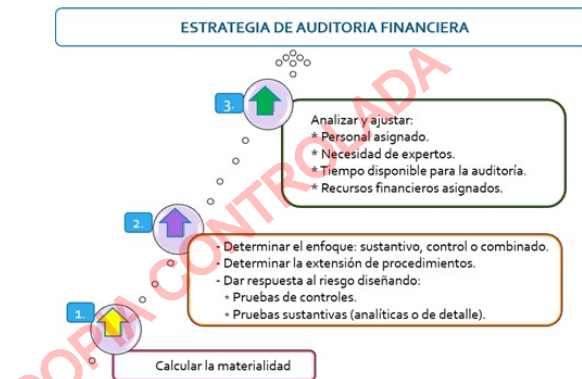 ESTRATEGIA DE AUDITORIA FINANCIERA
3.
Analizar y ajustar:
* Personal asignado.
* Necesidad de expertos.
* Tiempo disponible para la auditoría.
* Recursos financieros asignados.
2.
- Determinar el enfoque: sustantivo, control o combinado.
- Determinar la extensión de procedimientos.
- Dar respuesta al riesgo diseñando:
* Pruebas de controles.
* Pruebas sustantivas (analíticas o de detalle).
1.
Calcular la materialidad
COPIA CONTROLADA